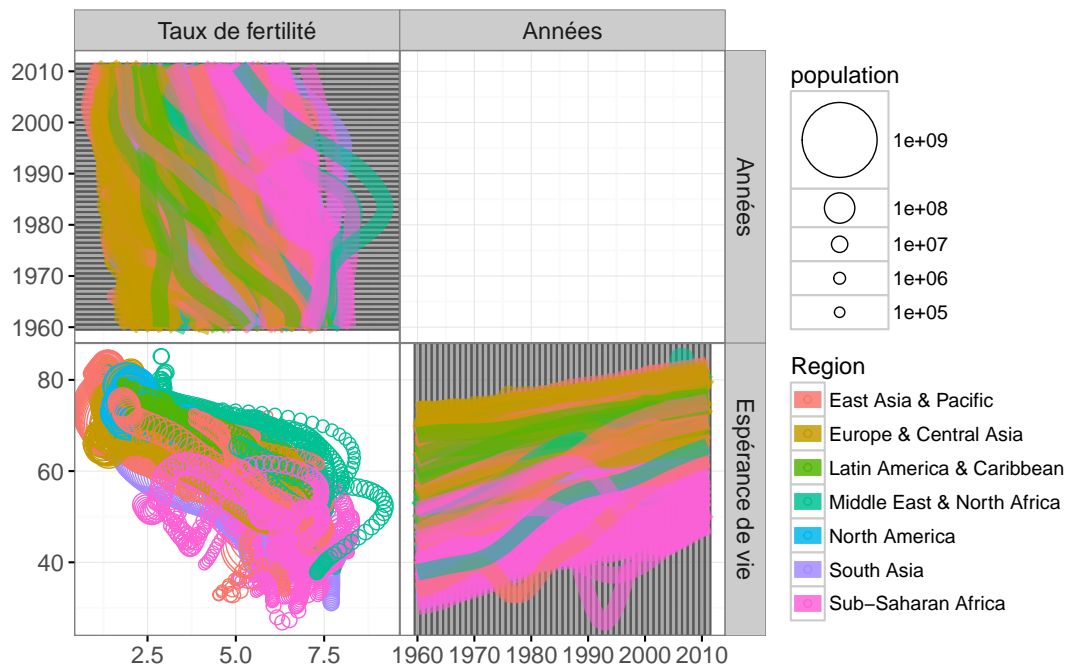 Taux de fertilité
Années
2010
2000
1990
1980
1970
1960
Années
80
60
40
Espérance de vie
2.5
5.0
7.5
1960
1970
1980
1990
2000
2010
population
1e+09
1e+08
1e+07
1e+06
1e+05
Region
East Asia & Pacific
Europe & Central Asia
Latin America & Caribbean
Middle East & North Africa
North America
South Asia
Sub−Saharan Africa